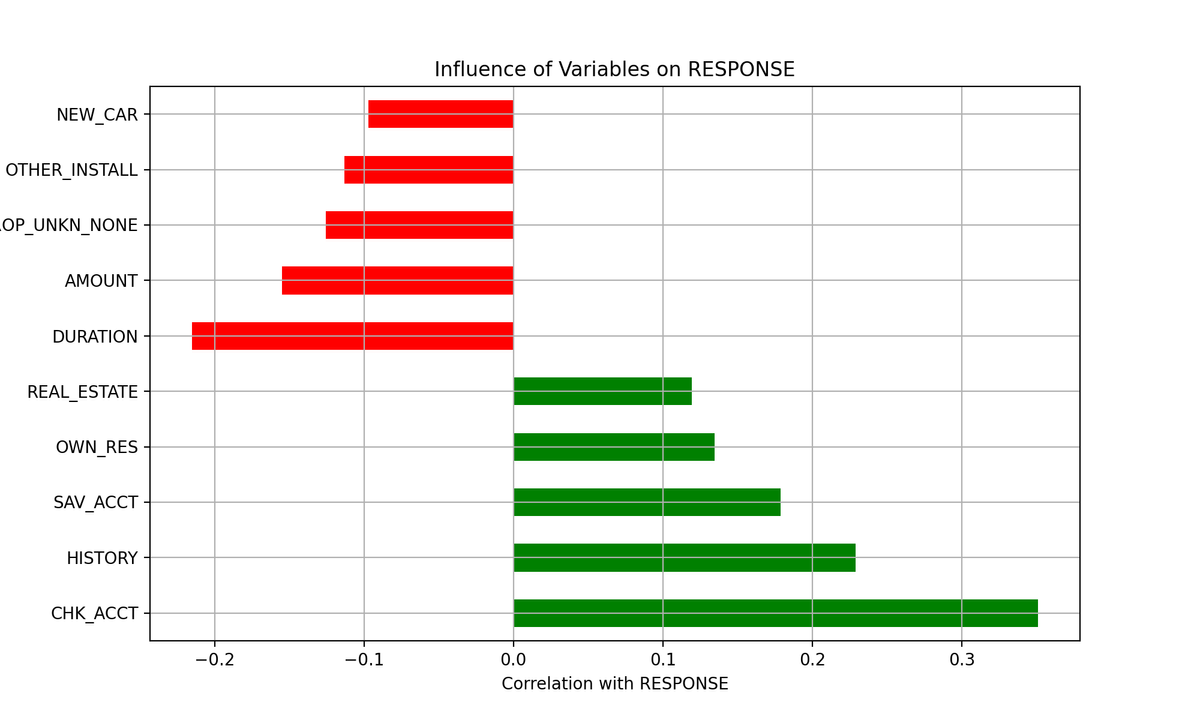 Influence of Variables on RESPONSE
NEW_CAR
OTHER_INSTALL
OP_UNKN_NONE
AMOUNT
DURATION
REAL_ESTATE
OWN_RES
SAV_ACCT
HISTORY
CHK_ACCT
−0.2 −0.1 0.0 0.1 0.2 0.3
Correlation with RESPONSE